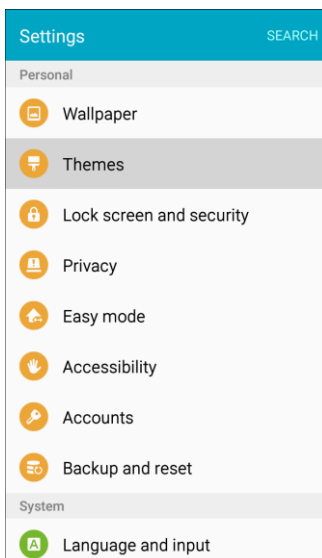 Settings SEARCH
Personal
Wallpaper
Themes
Lock screen and security
Privacy
Easy mode
Accessibility
Accounts
Backup and reset
System
A Language and input